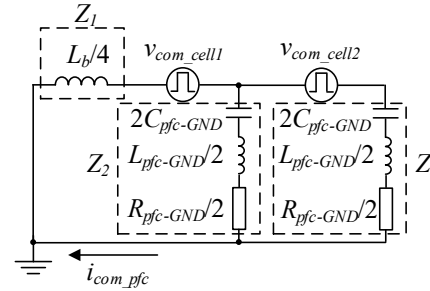 Z1
Lb/4
vcom_cell1
vcom_cell2
2Cpfc-GND
2Cpfc-GND
Z2
Lpfc-GND/2
Lpfc-GND/2
Z
Rpfc-GND/2
Rpfc-GND/2
icom_pfc